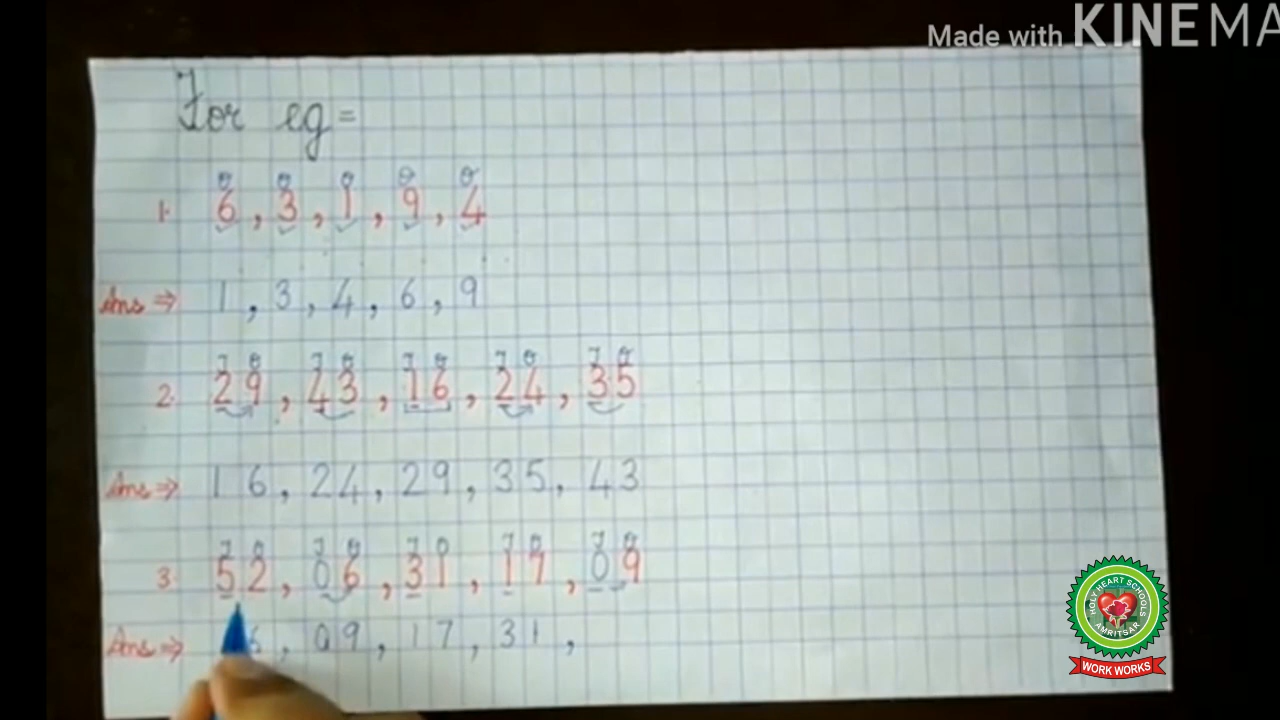 Made with KINEMA
For eg =
O O O O O
1. 6, 3, 1, 9, 4
Ans ⇒ 1, 3, 4, 6, 9
T O T O T O T O T O
2. 29, 43, 16, 24, 35
Ans ⇒ 16, 24, 29, 35, 43
T O T O T O T O T O
3. 52, 06, 31, 17, 09
Ans ⇒ 6, 09, 7, 31,
HOLY HEART SCHOOLS
AMRITSAR
WORK WORKS